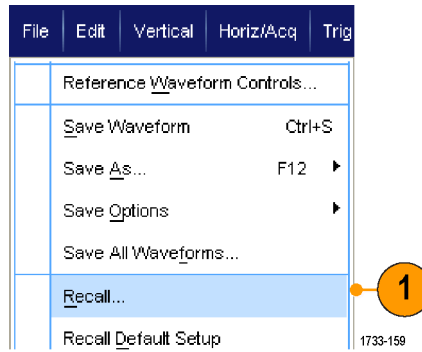 File Edit Vertical Horiz/Acq Trig
Reference Waveform Controls...
Save Waveform Ctrl+S
Save As... F12
Save Options
Save All Waveforms...
Recall...
1
Recall Default Setup
1733-159